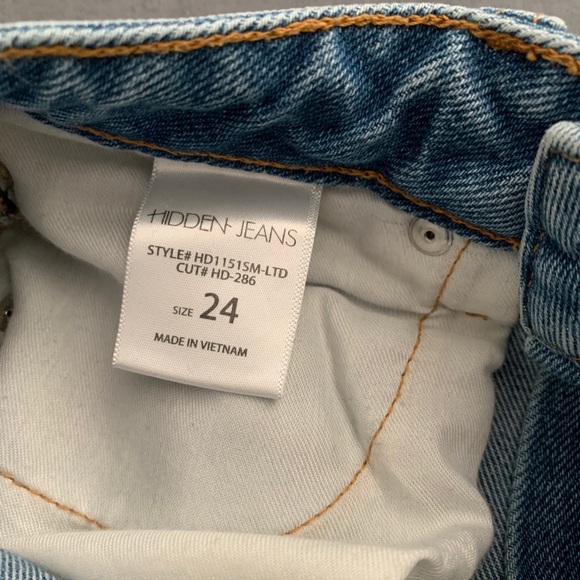 HIDDEN JEANS
STYLE# HD1151SM-LTD
CUT# HD-286
SIZE 24
MADE IN VIETNAM